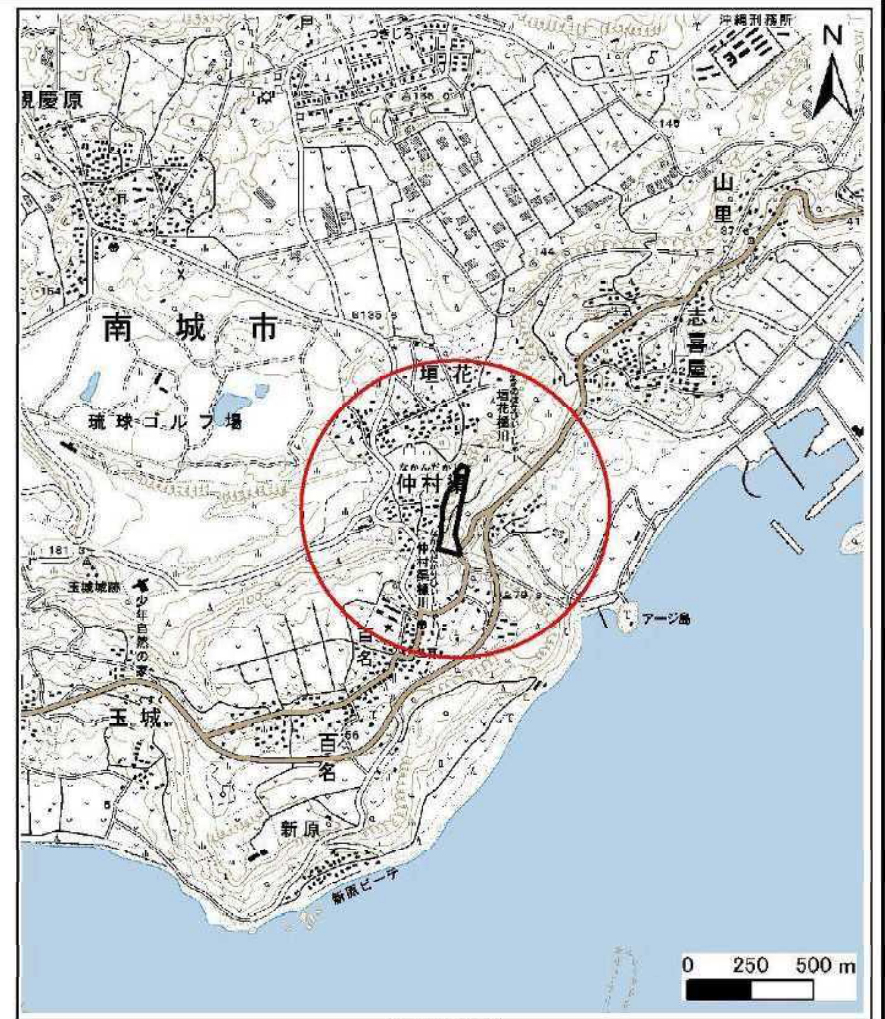 沖縄刑務所
つきじろ
N
親慶原
山里
南城市
志喜屋
垣花
垣花樋川
琉球ゴルフ場
なかんだかり
仲村渠
仲村渠樋川
玉城城跡
少年自然の家
アージ島
百名
玉城
百名
新原
新原ビーチ
0 250 500 m